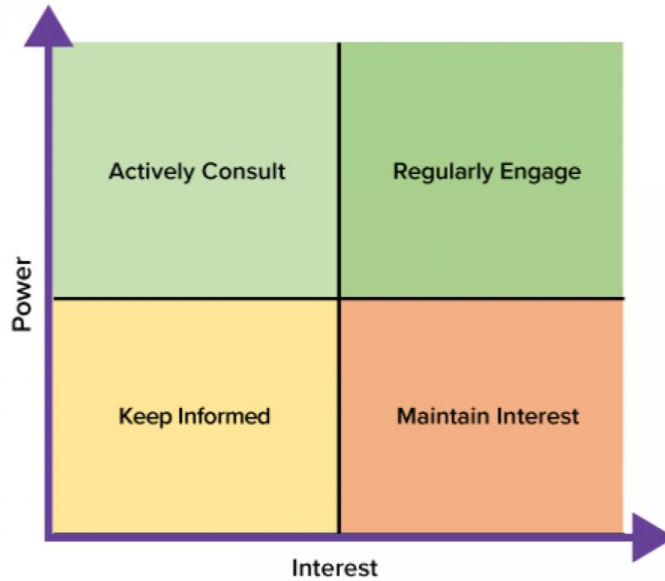 Actively Consult
Regularly Engage
Power
Keep Informed
Maintain Interest
Interest